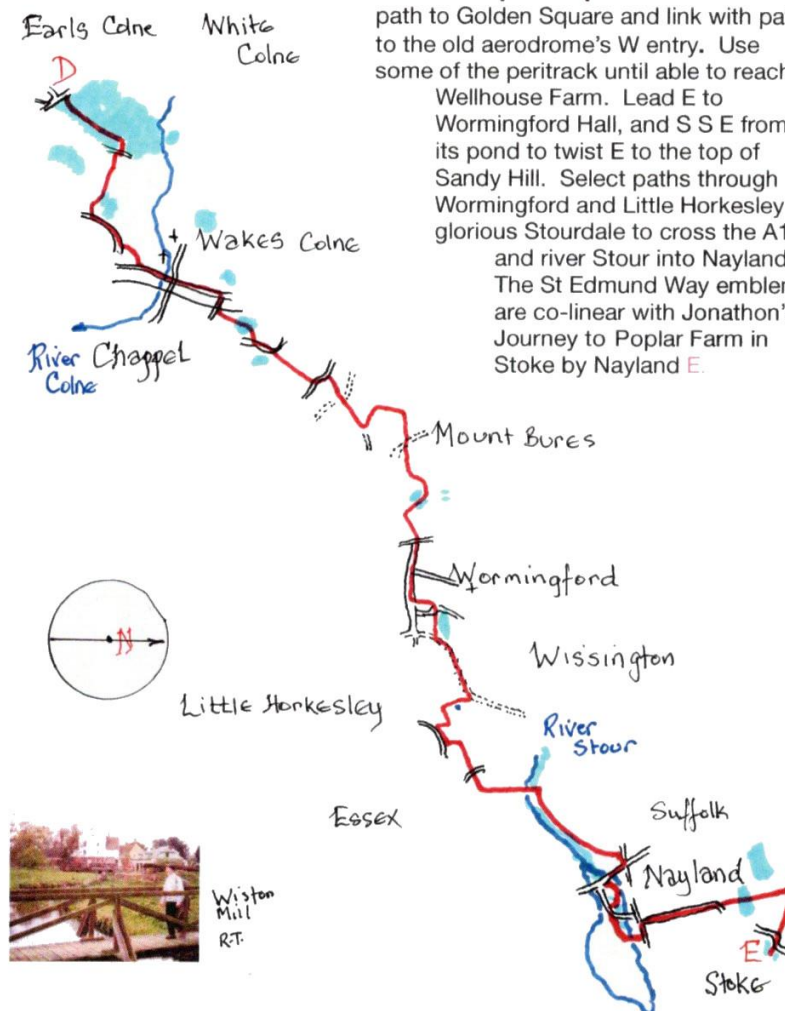 path to Golden Square and link with
to the old aerodrome's W entry. Use
some of the peritrack until able to reach
Wellhouse Farm. Lead E to
Wormingford Hall, and S S E from
its pond to twist E to the top of
Sandy Hill. Select paths through
Wormingford and Little Horkesley
glorious Stourdale to cross the
and river Stour into Nayland
The St Edmund Way
are co-linear with Jonathon's
Journey to Poplar Farm in
Stoke by Nayland E.
Earls Colne
White
Colne
D
Wakes Colne
River
Colne
Chappel
Mount Bures
Wormingford
N
Wissington
Little Horkesley
River
Stour
Essex
Suffolk
Nayland
Wiston
Mill
R.T.
E
Stoke